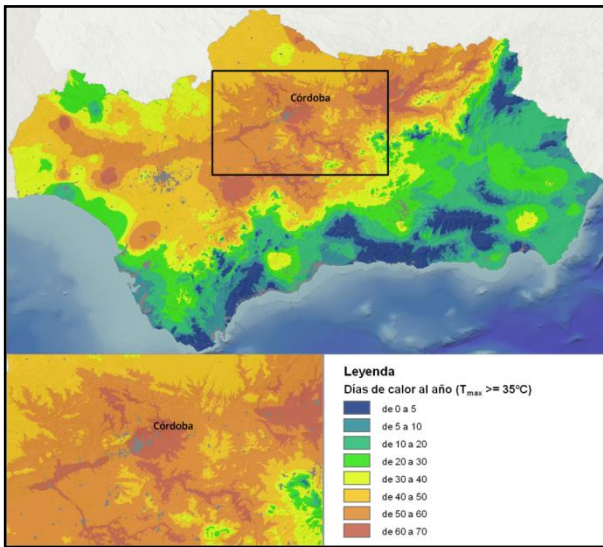 Córdoba
Córdoba
Leyenda
Días de calor al año (Tmax >= 35ºC)
de 0 a 5
de 5 a 10
de 10 a 20
de 20 a 30
de 30 a 40
de 40 a 50
de 50 a 60
de 60 a 70